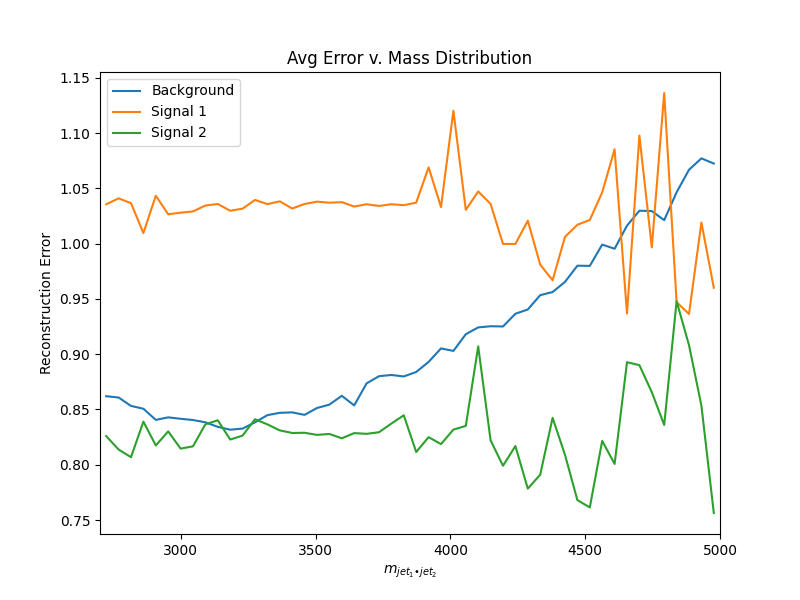 Avg Error v. Mass Distribution
Background
Signal 1
Signal 2
Reconstruction Error
1.15
1.10
1.05
1.00
0.95
0.90
0.85
0.80
0.75
3000
3500
4000
4500
5000
m_{jet_1•jet_2}